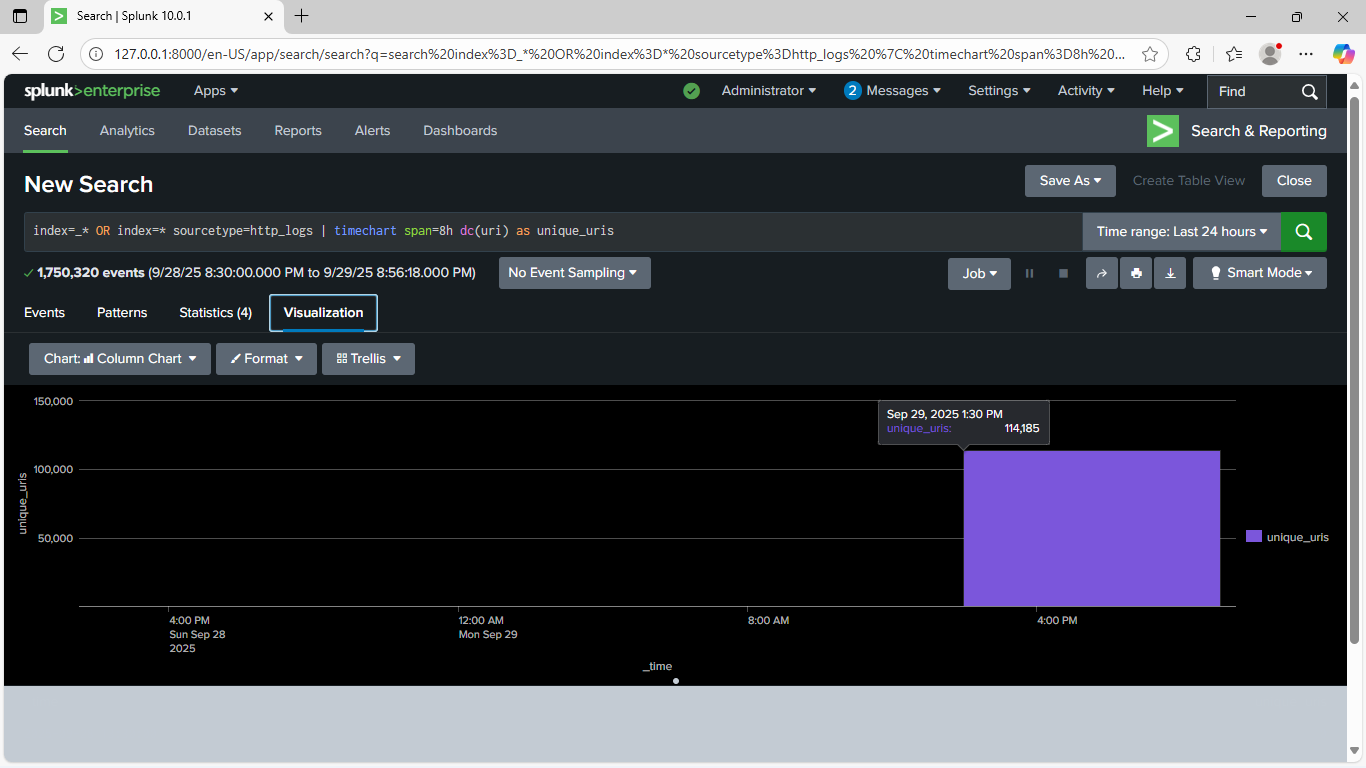 Search | Splunk 10.0.1
127.0.0.1:8000/en-US/app/search/search?q=search%20index%3D_*%20OR%20index%3D*%20sourcetype%3Dhttp_logs%20%7C%20timechart%20span%3D8h%20...
splunk>enterprise Apps Administrator 2 Messages Settings Activity Help Find
Search Analytics Datasets Reports Alerts Dashboards > Search & Reporting
New Search Save As Create Table View Close
index=_* OR index=* sourcetype=http_logs | timechart span=8h dc(uri) as unique_uris Time range: Last 24 hours
1,750,320 events (9/28/25 8:30:00.000 PM to 9/29/25 8:56:18.000 PM) No Event Sampling Job Smart Mode
Events Patterns Statistics (4) Visualization
Chart: Column Chart Format Trellis
150,000
Sep 29, 2025 1:30 PM
unique_uris: 114,185
100,000
unique_uris
50,000
unique_uris
4:00 PM 12:00 AM 8:00 AM 4:00 PM
Sun Sep 28 Mon Sep 29
2025
_time